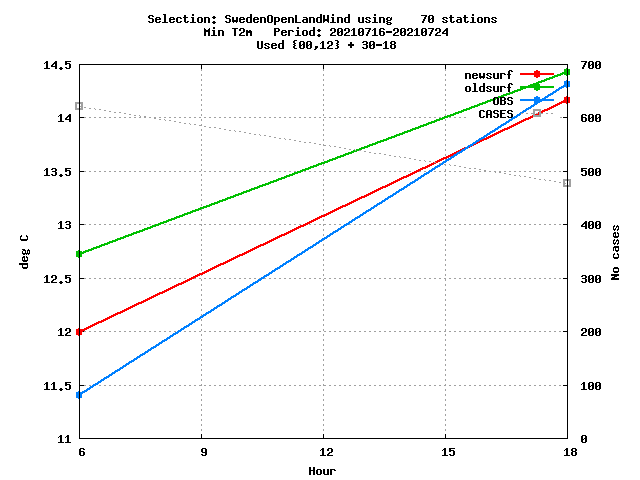 Selection: SwedenOpenLandWind using    70 stations
Min T2m   Period: 20210716-20210724
Used {00,12} + 30-18
newsurf
oldsurf
OBS
CASES
14.5
14
13.5
13
12.5
12
11.5
11
deg C
700
600
500
400
300
200
100
0
No cases
6 9 12 15 18
Hour